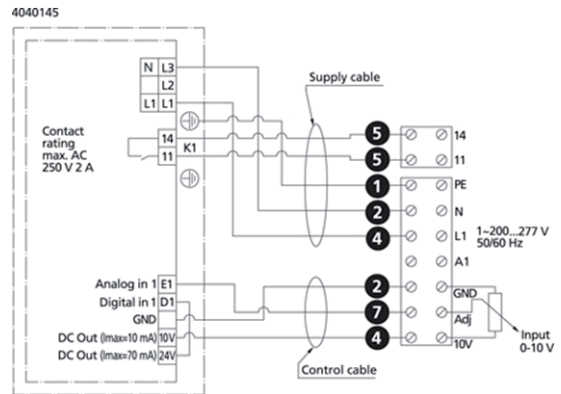 4040145
N L3
L2
L1 L1
Supply cable
Contact
rating
max. AC
250 V 2 A
14
11
K1
5
5
1
2
4
14
11
PE
N
L1
A1
1~200...277 V
50/60 Hz
Analog in 1 E1
Digital in 1 D1
GND
DC Out (Imax=10 mA) 10V
DC Out (Imax=70 mA) 24V
2
7
4
GND
Adj
10V
Input
0-10 V
Control cable